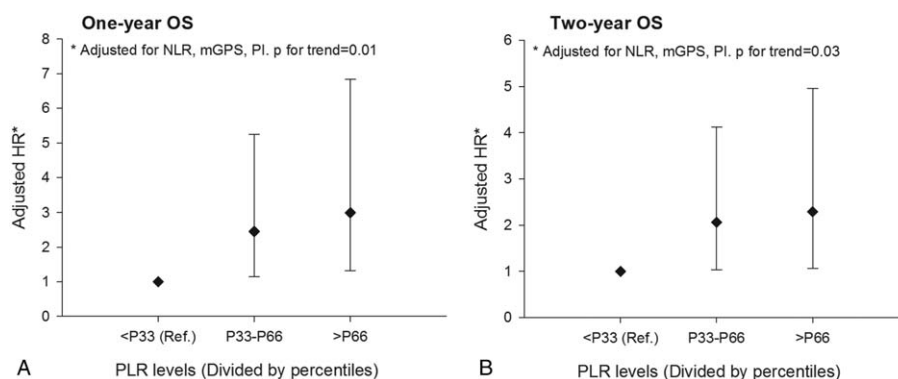 One-year OS
* Adjusted for NLR, mGPS, PI. p for trend=0.01
8
7
6
5
4
3
2
1
0
Adjusted HR*
<P33 (Ref.)
P33-P66
>P66
A
PLR levels (Divided by percentiles)
Two-year OS
* Adjusted for NLR, mGPS, PI. p for trend=0.03
6
5
4
3
2
1
0
Adjusted HR*
<P33 (Ref.)
P33-P66
>P66
B
PLR levels (Divided by percentiles)